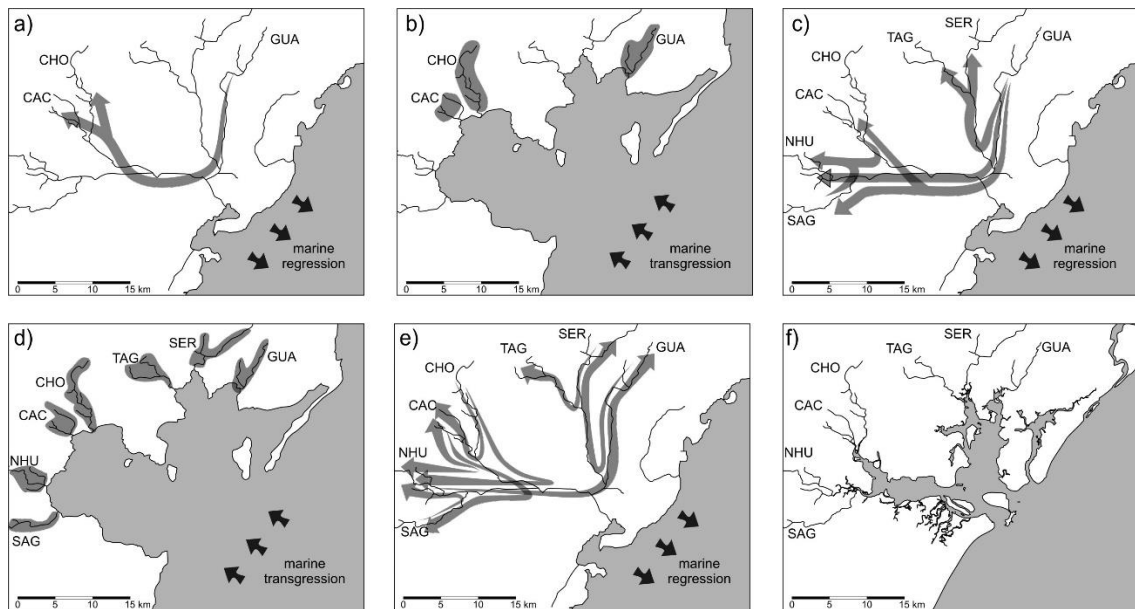 a)
CHO
GUA
CAC
marine
regression
0 5 10 15 km
b)
CHO
GUA
CAC
marine
transgression
0 5 10 15 km
c)
SER
TAG
GUA
CHO
CAC
NHU
SAG
marine
regression
0 5 10 15 km
d)
SER
TAG
GUA
CHO
CAC
NHU
SAG
marine
transgression
0 5 10 15 km
e)
SER
TAG
GUA
CHO
CAC
NHU
SAG
marine
regression
0 5 10 15 km
f)
SER
TAG
GUA
CHO
CAC
NHU
SAG
0 5 10 15 km